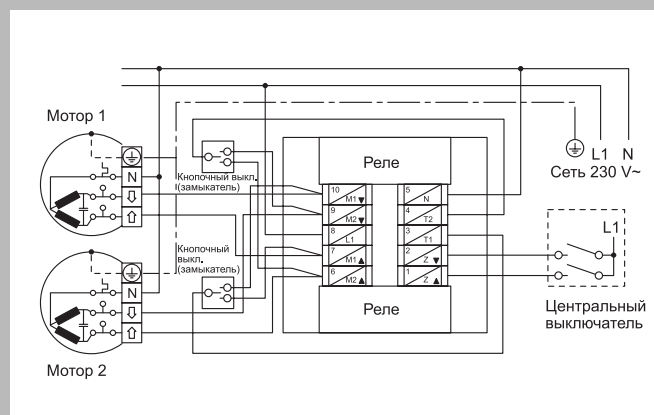 Мотор 1
N
Кнопочный выкл.
(замыкатель)
L1 N
Сеть 230 V~
Реле
10 M1▼
9 M2▼
8 L1
7 M1▲
6 M2▲
5 N
4 T2
3 T1
2 Z▼
1 Z▲
Реле
L1
Центральный
выключатель
Кнопочный
выкл.
(замыкатель)
N
Мотор 2